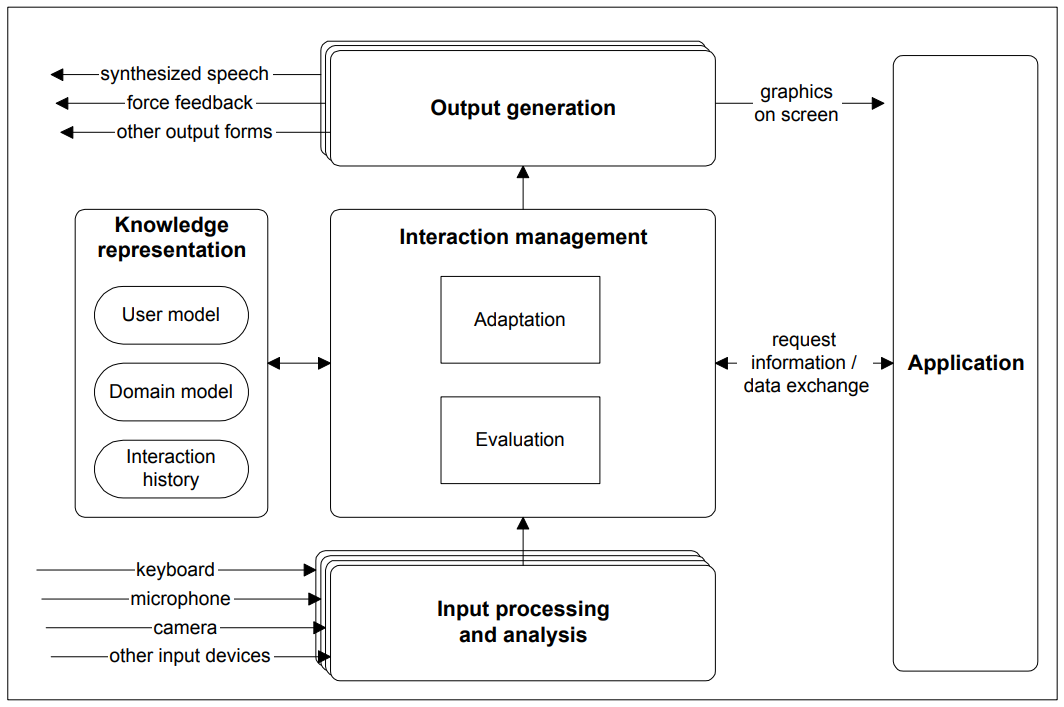 synthesized speech
force feedback
other output forms
Output generation
graphics
on screen
Knowledge
representation
User model
Domain model
Interaction
history
Interaction management
Adaptation
Evaluation
request
information /
data exchange
Application
keyboard
microphone
camera
other input devices
Input processing
and analysis